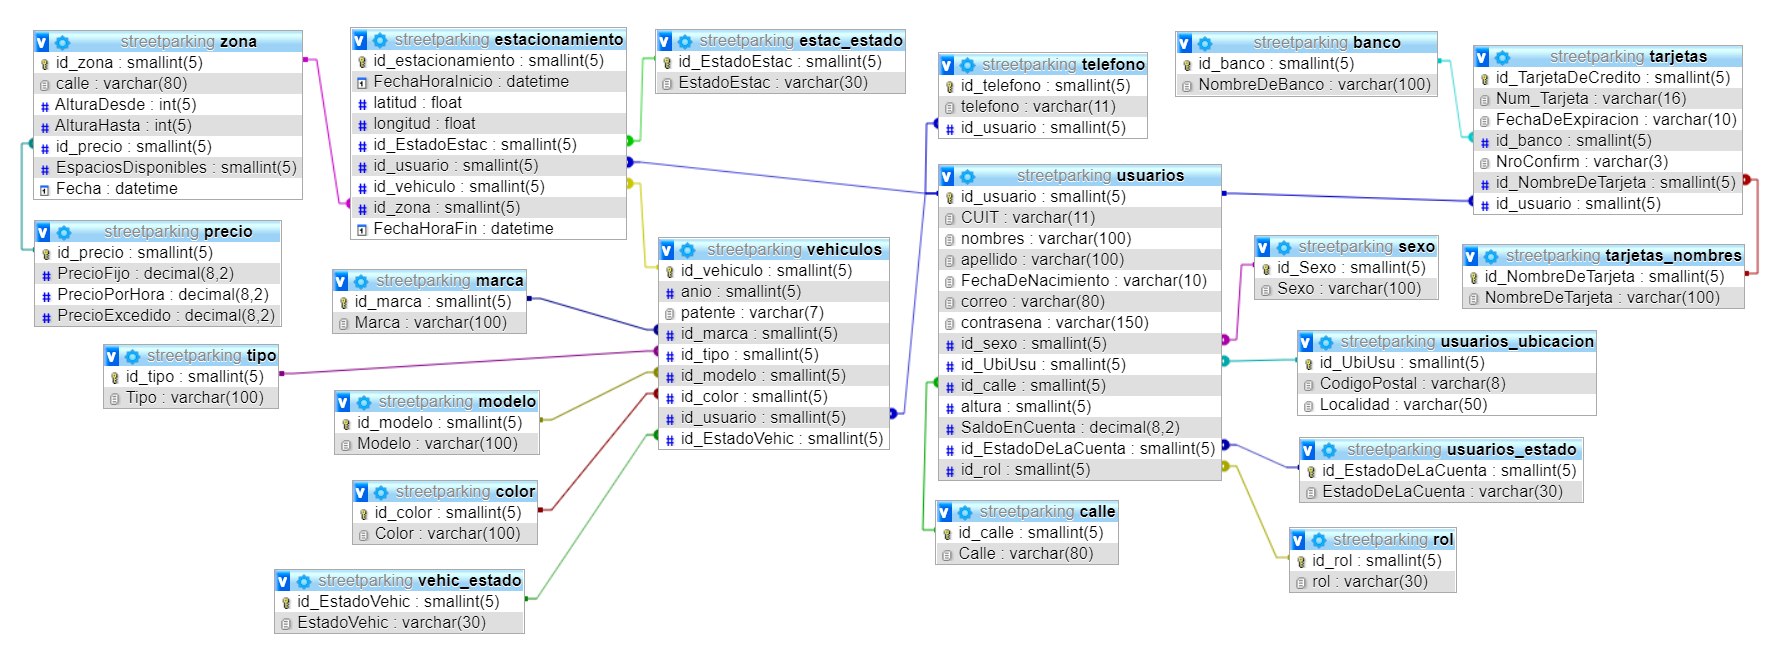 streetparking zona
id_zona : smallint(5)
calle : varchar(80)
AlturaDesde : int(5)
AlturaHasta : int(5)
id_precio : smallint(5)
EspaciosDisponibles : smallint(5)
Fecha : datetime
streetparking precio
id_precio : smallint(5)
PrecioFijo : decimal(8,2)
PrecioPorHora : decimal(8,2)
PrecioExcedido : decimal(8,2)
streetparking estacionamiento
id_estacionamiento : smallint(5)
FechaHoraInicio : datetime
latitud : float
longitud : float
id_EstadoEstac : smallint(5)
id_usuario : smallint(5)
id_vehiculo : smallint(5)
id_zona : smallint(5)
FechaHoraFin : datetime
streetparking estac_estado
id_EstadoEstac : smallint(5)
EstadoEstac : varchar(30)
streetparking marca
id_marca : smallint(5)
Marca : varchar(100)
streetparking tipo
id_tipo : smallint(5)
Tipo : varchar(100)
streetparking modelo
id_modelo : smallint(5)
Modelo : varchar(100)
streetparking color
id_color : smallint(5)
Color : varchar(100)
streetparking vehic_estado
id_EstadoVehic : smallint(5)
EstadoVehic : varchar(30)
streetparking vehiculos
id_vehiculo : smallint(5)
anio : smallint(5)
patente : varchar(7)
id_marca : smallint(5)
id_tipo : smallint(5)
id_modelo : smallint(5)
id_color : smallint(5)
id_usuario : smallint(5)
id_EstadoVehic : smallint(5)
streetparking telefono
id_telefono : smallint(5)
telefono : varchar(11)
id_usuario : smallint(5)
streetparking usuarios
id_usuario : smallint(5)
CUIT : varchar(11)
nombres : varchar(100)
apellido : varchar(100)
FechaDeNacimiento : varchar(10)
correo : varchar(80)
contrasena : varchar(150)
id_sexo : smallint(5)
id_UbiUsu : smallint(5)
id_calle : smallint(5)
altura : smallint(5)
SaldoEnCuenta : decimal(8,2)
id_EstadoDeLaCuenta : smallint(5)
id_rol : smallint(5)
streetparking calle
id_calle : smallint(5)
Calle : varchar(80)
streetparking banco
id_banco : smallint(5)
NombreDeBanco : varchar(100)
streetparking tarjetas
id_TarjetaDeCredito : smallint(5)
Num_Tarjeta : varchar(16)
FechaDeExpiracion : varchar(10)
id_banco : smallint(5)
NroConfirm : varchar(3)
id_NombreDeTarjeta : smallint(5)
id_usuario : smallint(5)
streetparking sexo
id_Sexo : smallint(5)
Sexo : varchar(100)
streetparking tarjetas_nombres
id_NombreDeTarjeta : smallint(5)
NombreDeTarjeta : varchar(100)
streetparking usuarios_ubicacion
id_UbiUsu : smallint(5)
CodigoPostal : varchar(8)
Localidad : varchar(50)
streetparking usuarios_estado
id_EstadoDeLaCuenta : smallint(5)
EstadoDeLaCuenta : varchar(30)
streetparking rol
id_rol : smallint(5)
rol : varchar(30)